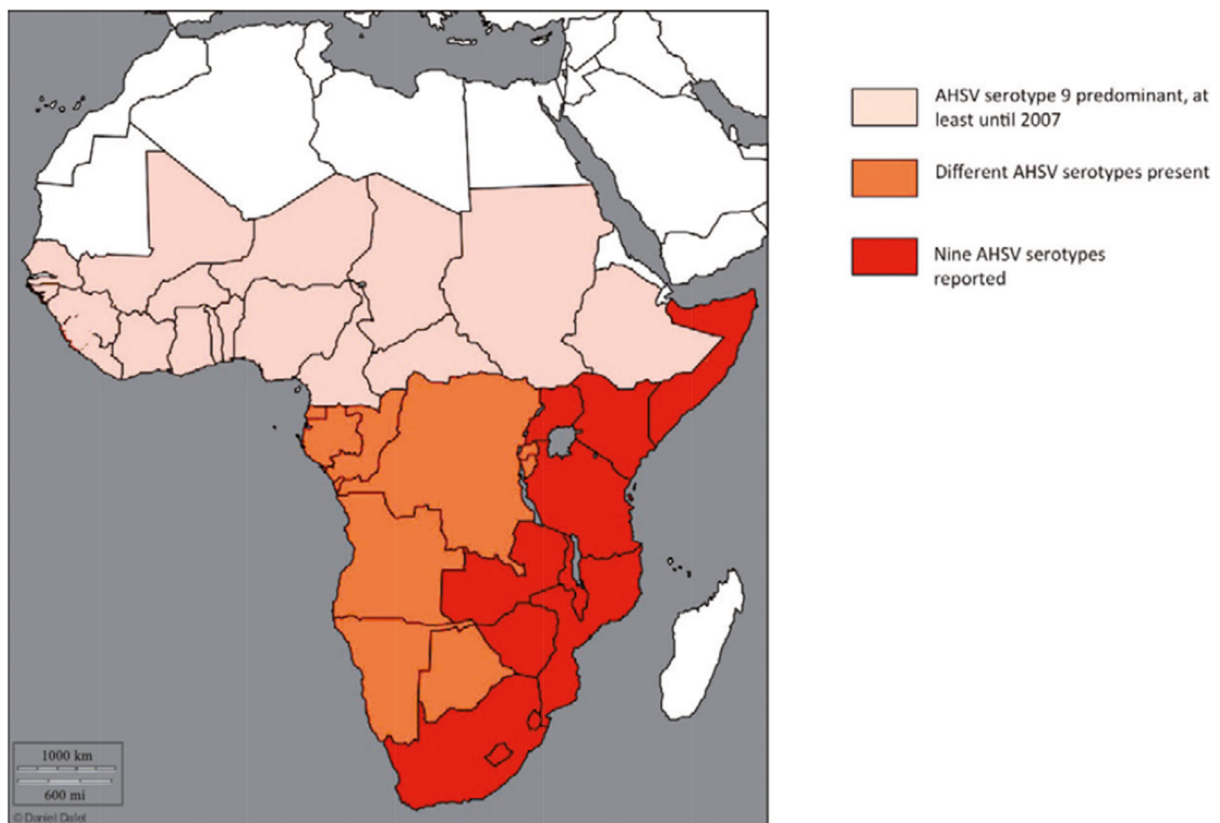 AHSV serotype 9 predominant, at
least until 2007
Different AHSV serotypes present
Nine AHSV serotypes
reported
1000 km
600 mi
© Daniel Dalet